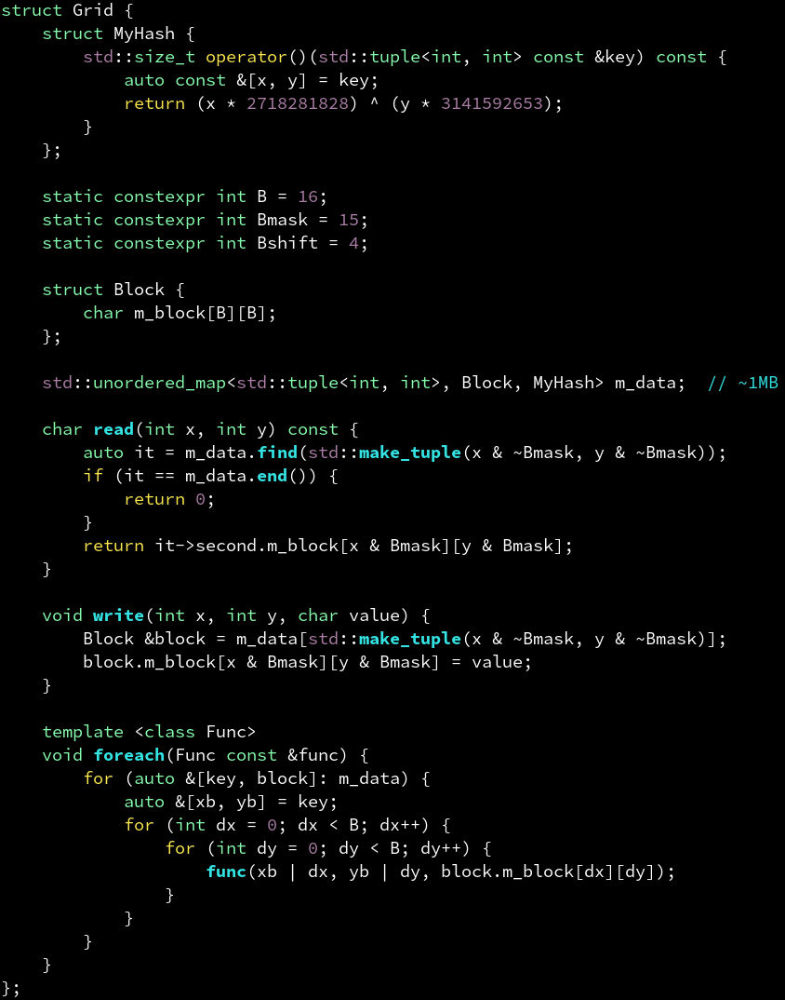 struct Grid {
    struct MyHash {
        std::size_t operator()(std::tuple<int, int> const &key) const {
            auto const &[x, y] = key;
            return (x * 2718281828) ^ (y * 3141592653);
        }
    };

    static constexpr int B = 16;
    static constexpr int Bmask = 15;
    static constexpr int Bshift = 4;

    struct Block {
        char m_block[B][B];
    };

    std::unordered_map<std::tuple<int, int>, Block, MyHash> m_data;  // ~1MB

    char read(int x, int y) const {
        auto it = m_data.find(std::make_tuple(x & ~Bmask, y & ~Bmask));
        if (it == m_data.end()) {
            return 0;
        }
        return it->second.m_block[x & Bmask][y & Bmask];
    }

    void write(int x, int y, char value) {
        Block &block = m_data[std::make_tuple(x & ~Bmask, y & ~Bmask)];
        block.m_block[x & Bmask][y & Bmask] = value;
    }

    template <class Func>
    void foreach(Func const &func) {
        for (auto &[key, block]: m_data) {
            auto &[xb, yb] = key;
            for (int dx = 0; dx < B; dx++) {
                for (int dy = 0; dy < B; dy++) {
                    func(xb | dx, yb | dy, block.m_block[dx][dy]);
                }
            }
        }
    }
};